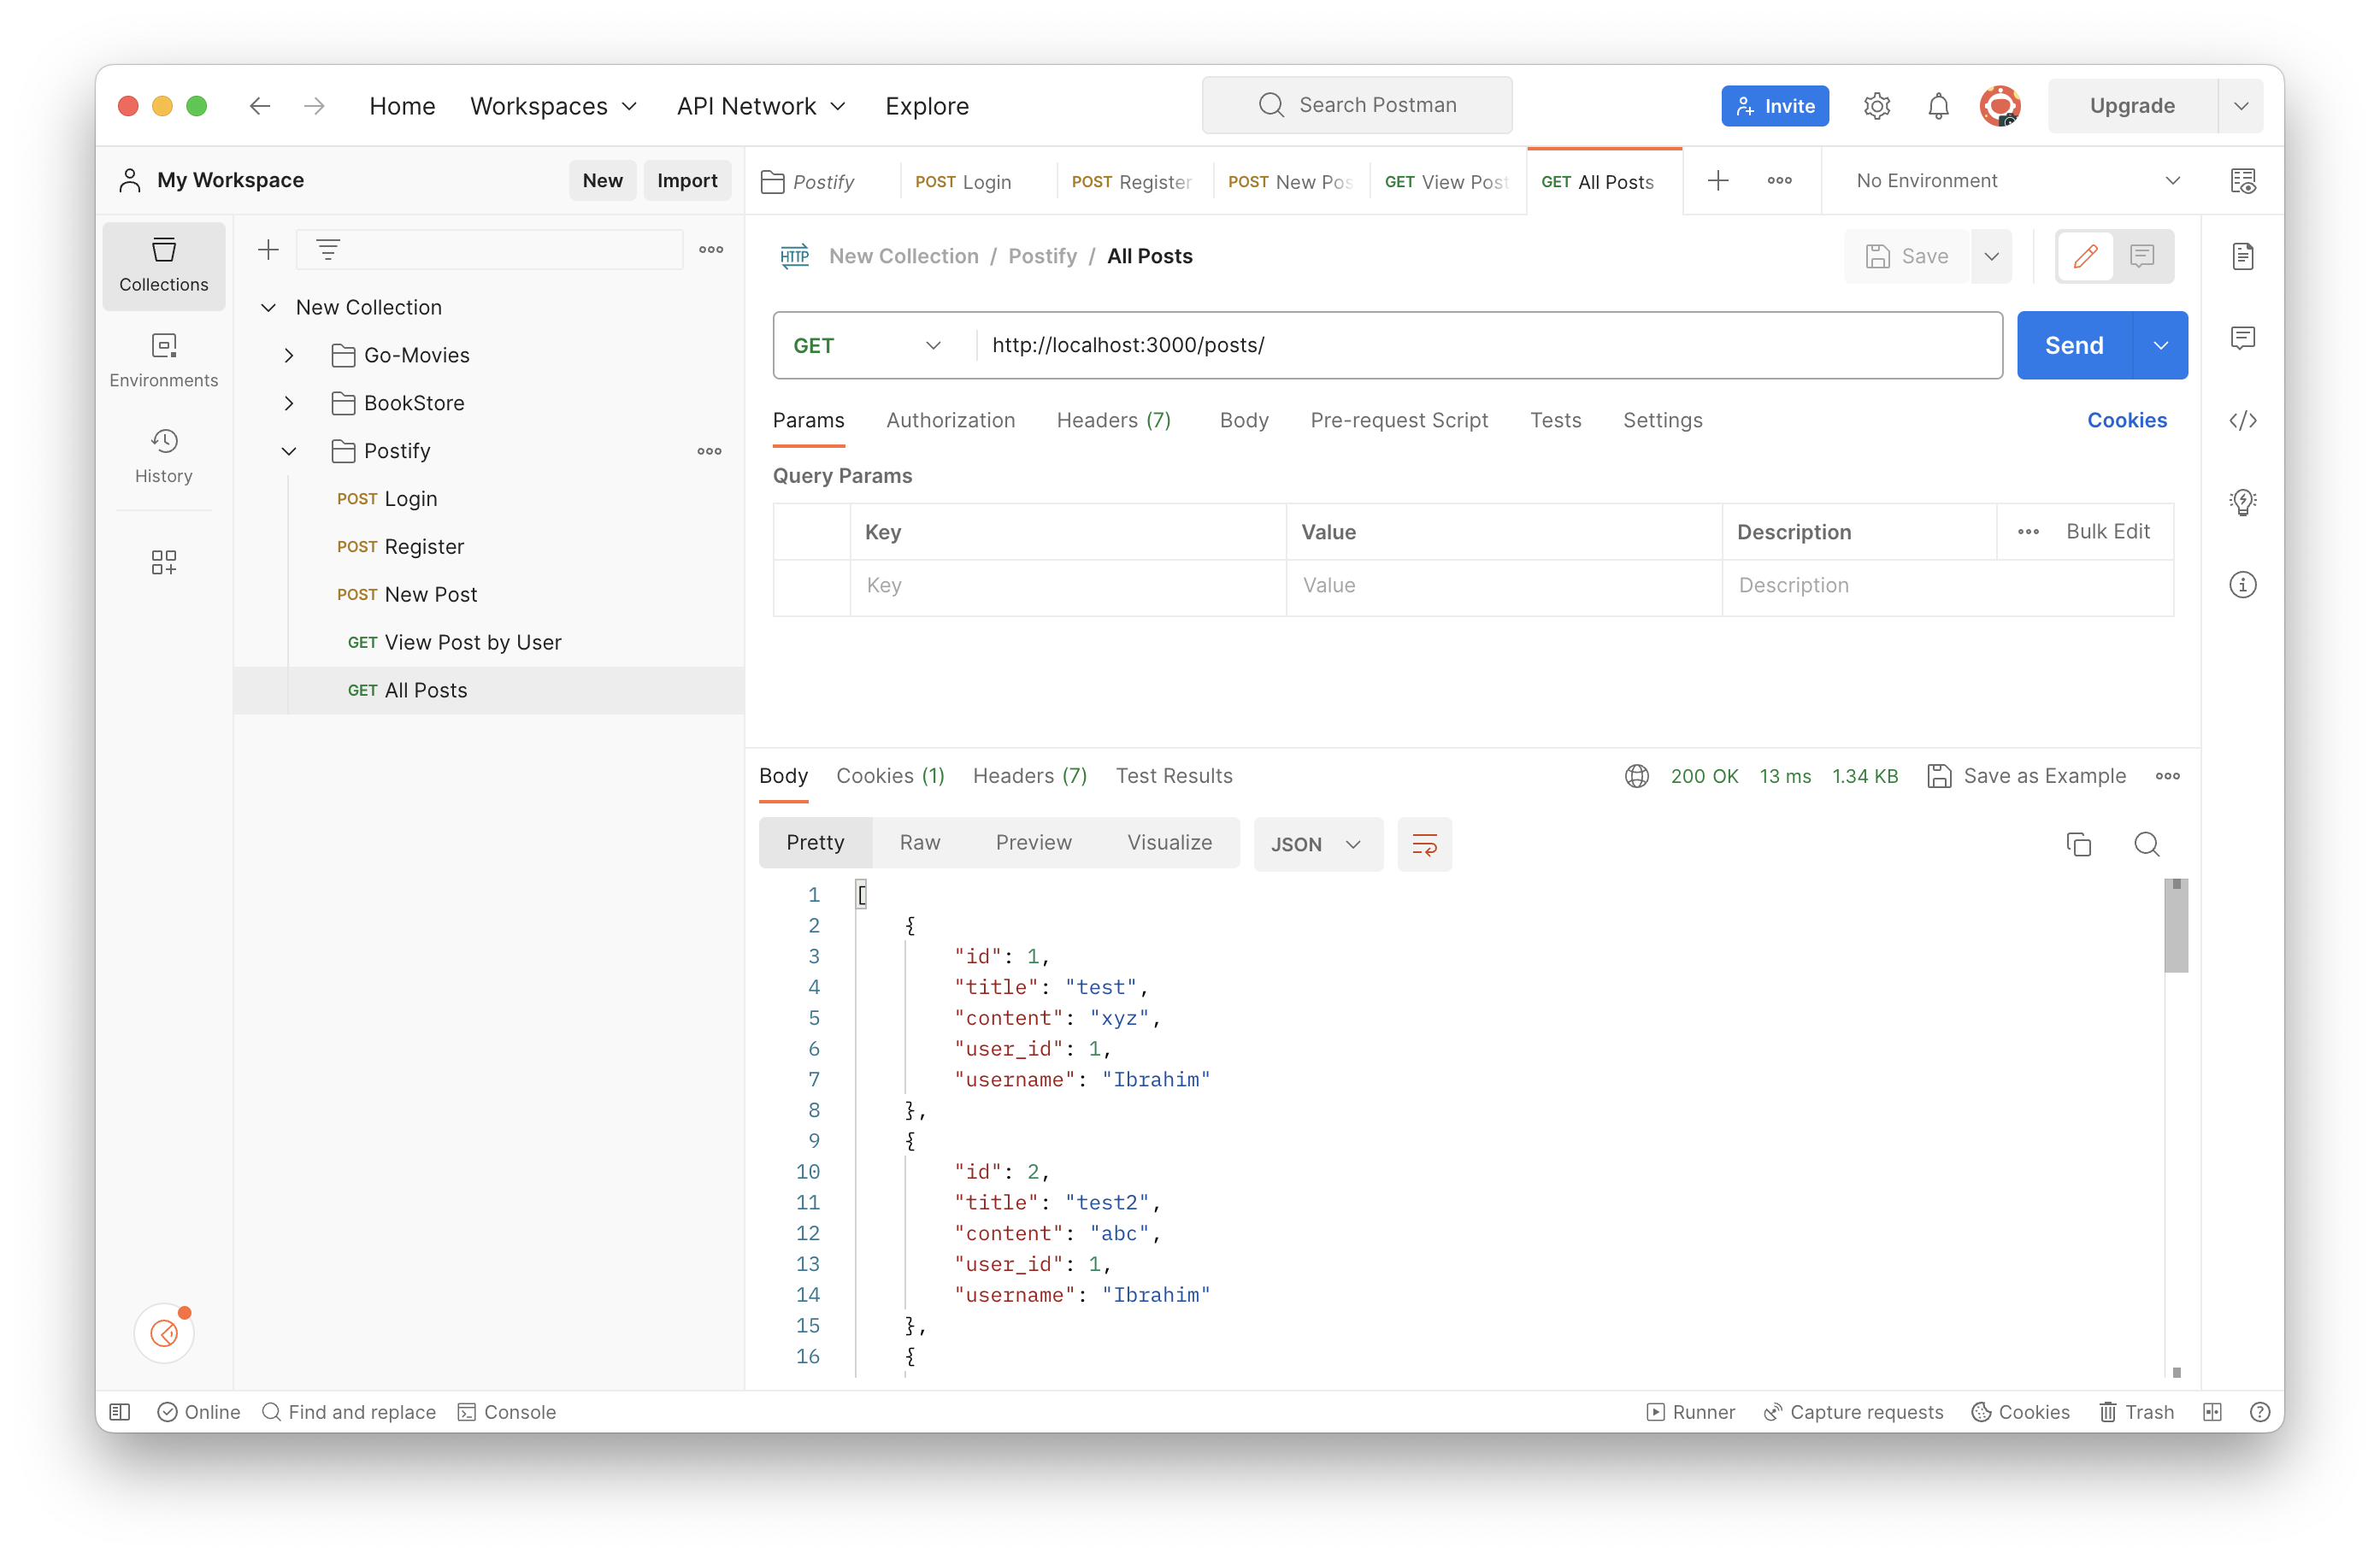 Home Workspaces API Network Explore Search Postman Invite Upgrade
My Workspace New Import
Postify POST Login POST Register POST New Pos GET View Post GET All Posts No Environment
Collections
Environments
History
New Collection
Go-Movies
BookStore
Postify
POST Login
POST Register
POST New Post
GET View Post by User
GET All Posts
HTTP New Collection / Postify / All Posts Save
GET http://localhost:3000/posts/ Send
Params Authorization Headers (7) Body Pre-request Script Tests Settings Cookies
Query Params
Key Value Description Bulk Edit
Key Value Description
Body Cookies (1) Headers (7) Test Results 200 OK 13 ms 1.34 KB Save as Example
Pretty Raw Preview Visualize JSON
1 [
2 {
3 "id": 1,
4 "title": "test",
5 "content": "xyz",
6 "user_id": 1,
7 "username": "Ibrahim"
8 },
9 {
10 "id": 2,
11 "title": "test2",
12 "content": "abc",
13 "user_id": 1,
14 "username": "Ibrahim"
15 },
16 {
Online Find and replace Console Runner Capture requests Cookies Trash